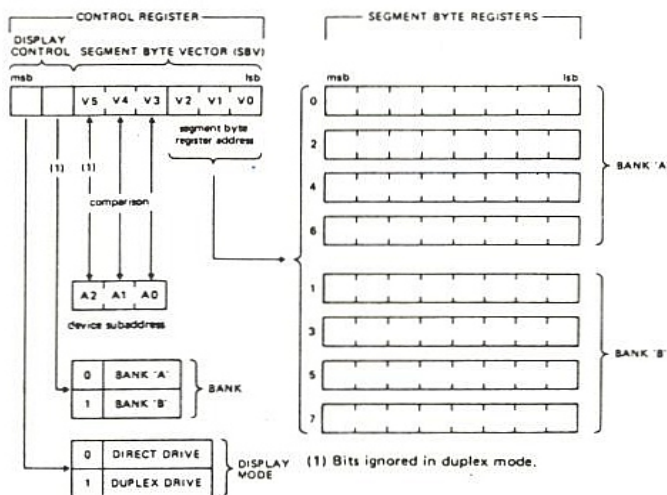 CONTROL REGISTER
DISPLAY
CONTROL SEGMENT BYTE VECTOR (SBV)
msb lsb
V5 V4 V3 V2 V1 V0
segment byte
register address
(1) (1)
comparison
A2 A1 A0
device subaddress
0 BANK 'A'
1 BANK 'B'
BANK
0 DIRECT DRIVE
1 DUPLEX DRIVE
DISPLAY
MODE
SEGMENT BYTE REGISTERS
msb lsb
0
2
4
6
BANK 'A'
1
3
5
7
BANK 'B'
(1) Bits ignored in duplex mode.